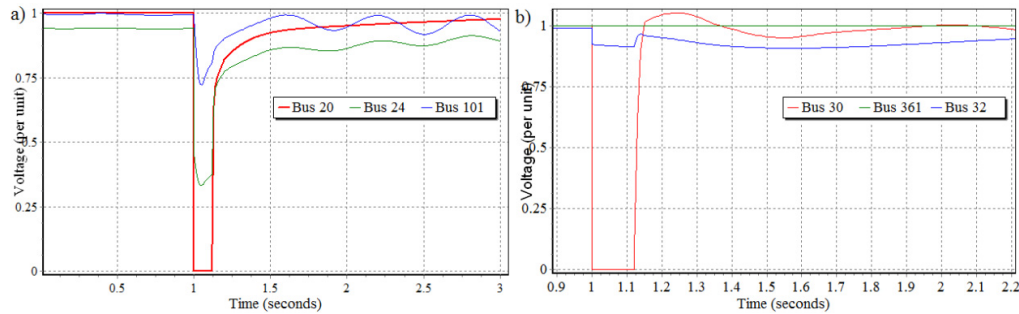 a)
1
0.75
0.5
0.25
0
Voltage (per unit)
Bus 20 Bus 24 Bus 101
0.5 1 1.5 2 2.5 3
Time (seconds)
b)
1
0.75
0.5
0.25
0
Voltage (per unit)
Bus 30 Bus 361 Bus 32
0.9 1 1.1 1.2 1.3 1.4 1.5 1.6 1.7 1.8 1.9 2 2.1 2.2
Time (seconds)